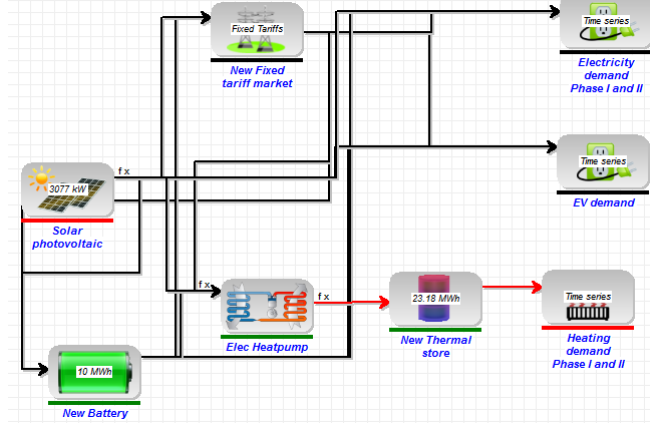 Fixed Tariffs
New Fixed
tariff market
Time series
Electricity
demand
Phase I and II
f x
3077 kW
Solar
photovoltaic
Time series
EV demand
f x
f x
Elec Heatpump
23.18 MWh
New Thermal
store
Time series
Heating
demand
Phase I and II
10 MWh
New Battery